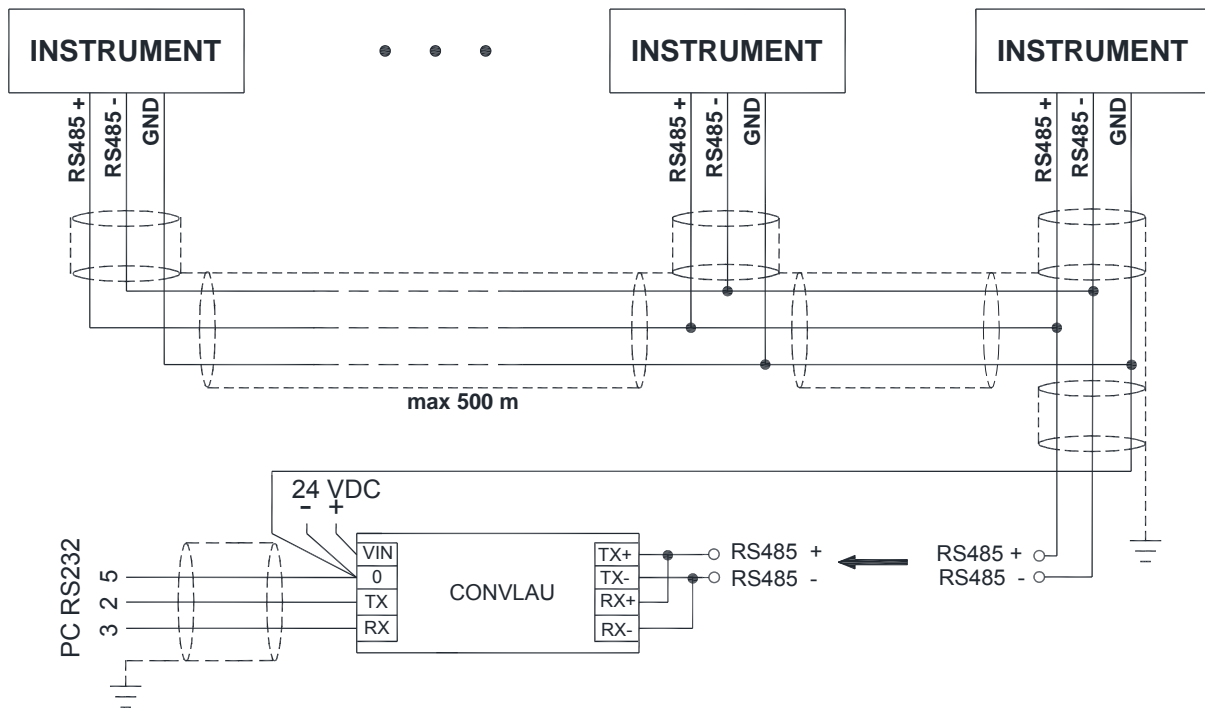 INSTRUMENT
INSTRUMENT
INSTRUMENT
RS485 +
RS485 -
GND
RS485 +
RS485 -
GND
RS485 +
RS485 -
GND
max 500 m
24 VDC
- +
PC RS232
5
2
3
VIN
0
TX
RX
CONVLAU
TX+
TX-
RX+
RX-
RS485 +
RS485 -
RS485 +
RS485 -